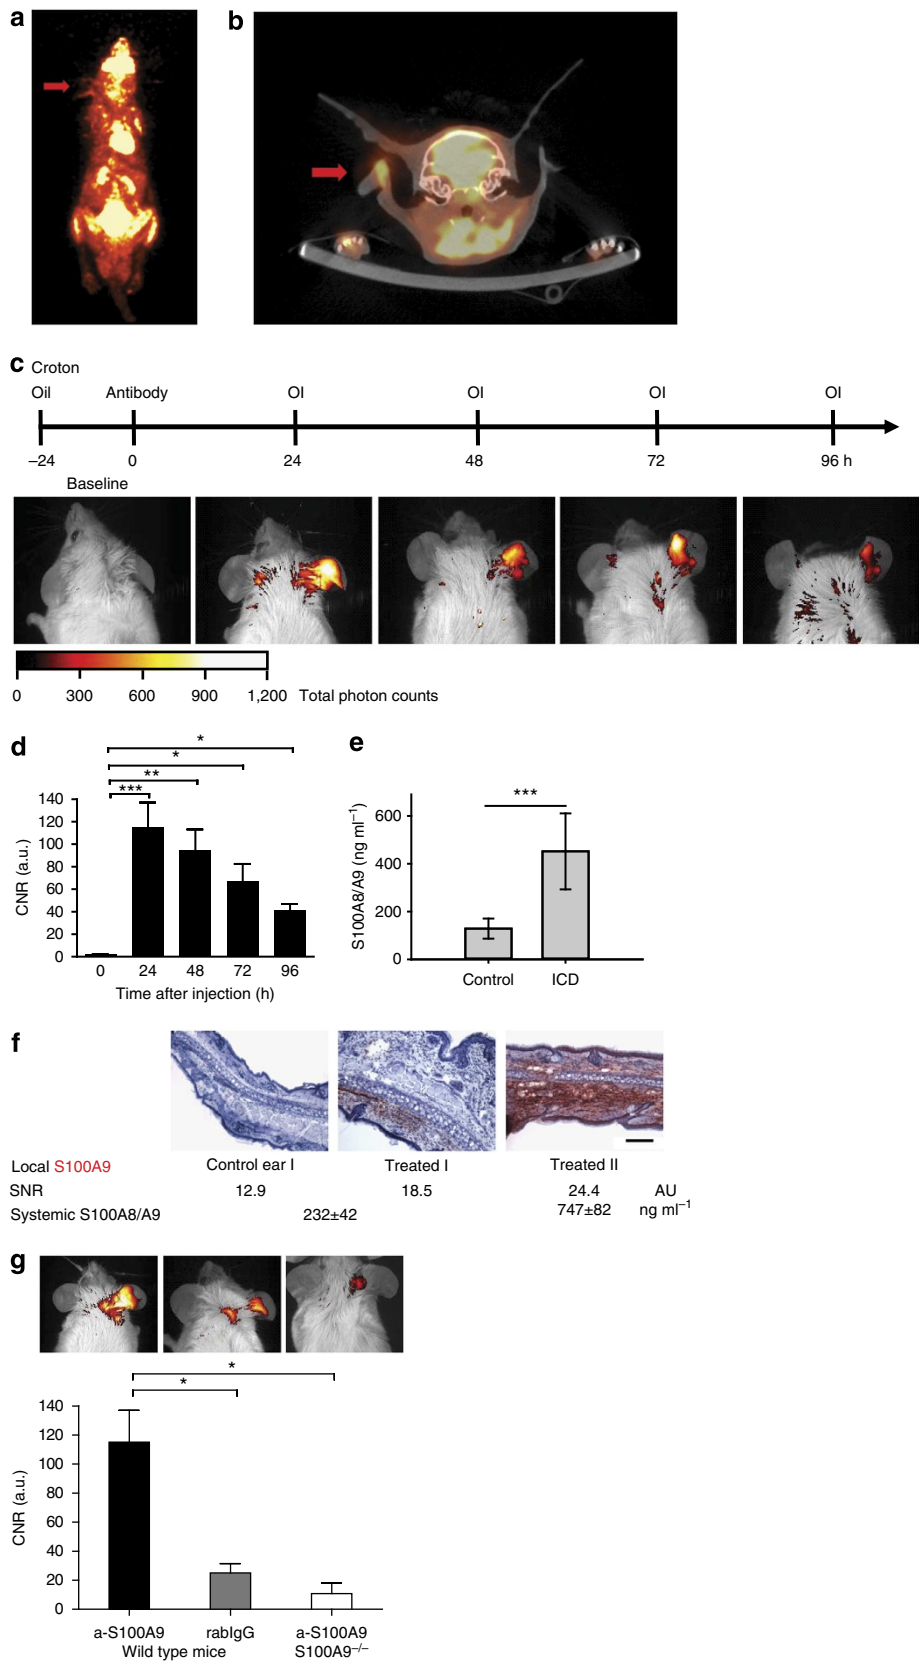 a
b
c Croton
Oil Antibody OI OI OI OI
–24 0 24 48 72 96 h
Baseline
0 300 600 900 1,200 Total photon counts
d
* 
*
**
***
CNR (a.u.)
140
120
100
80
60
40
20
0
0 24 48 72 96
Time after injection (h)
e
***
S100A8/A9 (ng ml–1)
600
400
200
0
Control ICD
f
Local S100A9 Control ear I Treated I Treated II
SNR 12.9 18.5 24.4 AU
Systemic S100A8/A9 232±42 747±82 ng ml–1
g
*
*
CNR (a.u.)
140
120
100
80
60
40
20
0
a-S100A9 rabIgG a-S100A9
Wild type mice S100A9–/–